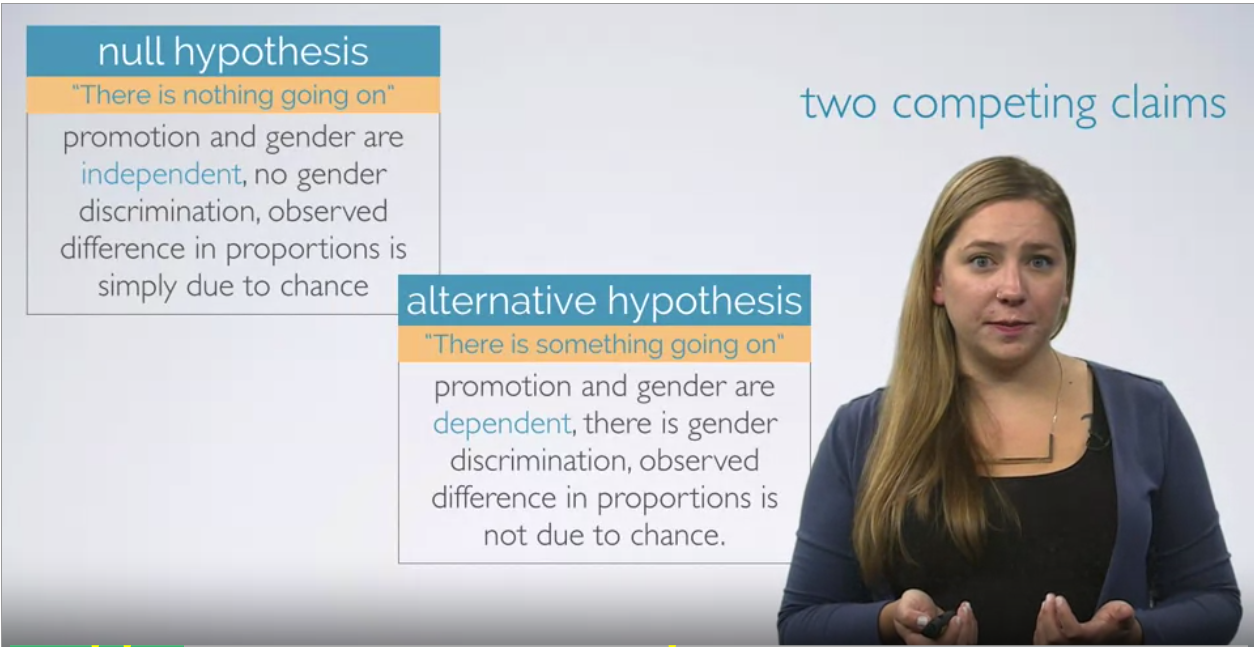 null hypothesis
"There is nothing going on"
promotion and gender are
independent, no gender
discrimination, observed
difference in proportions is
simply due to chance
two competing claims
alternative hypothesis
"There is something going on"
promotion and gender are
dependent, there is gender
discrimination, observed
difference in proportions is
not due to chance.